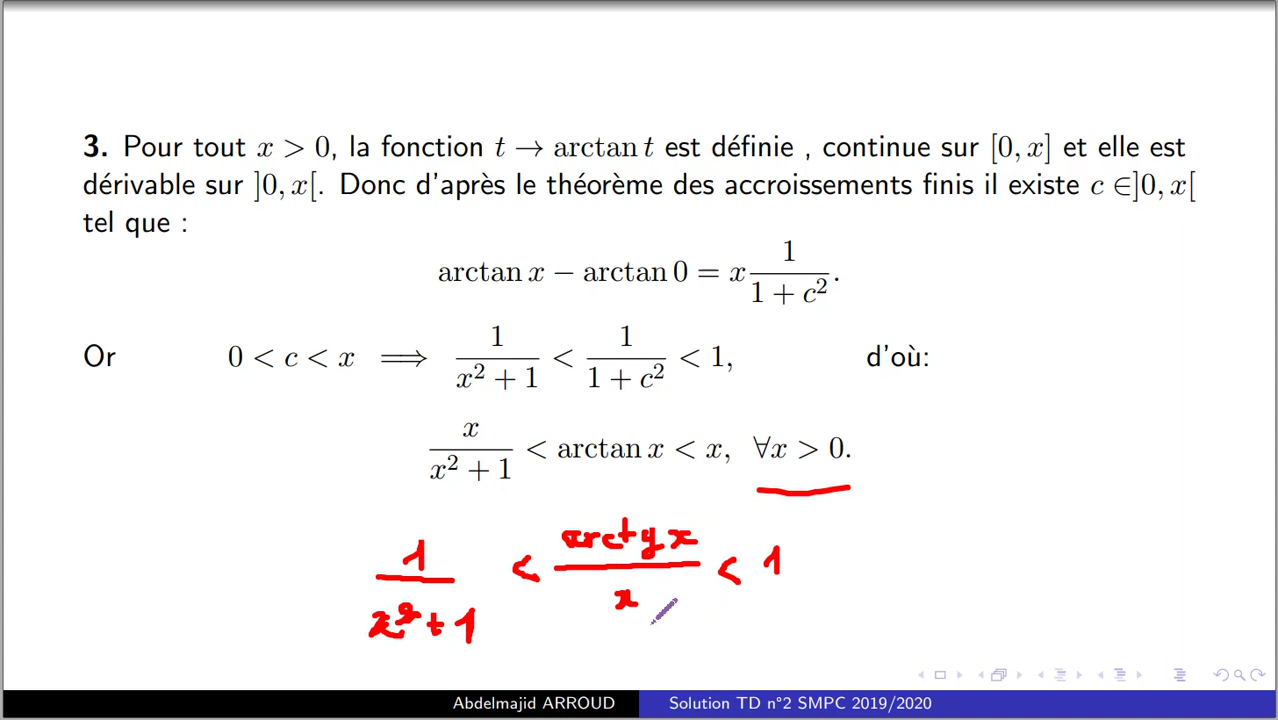 3. Pour tout x > 0, la fonction t → arctan t est définie , continue sur [0, x] et elle est
dérivable sur ]0, x[. Donc d'après le théorème des accroissements finis il existe c ∈]0, x[
tel que :
arctan x − arctan 0 = x 1/(1 + c²).
Or 0 < c < x ⟹ 1/(x² + 1) < 1/(1 + c²) < 1, d'où:
x/(x² + 1) < arctan x < x, ∀x > 0.
1/(x² + 1) < arctg x/x < 1
Abdelmajid ARROUD Solution TD n°2 SMPC 2019/2020